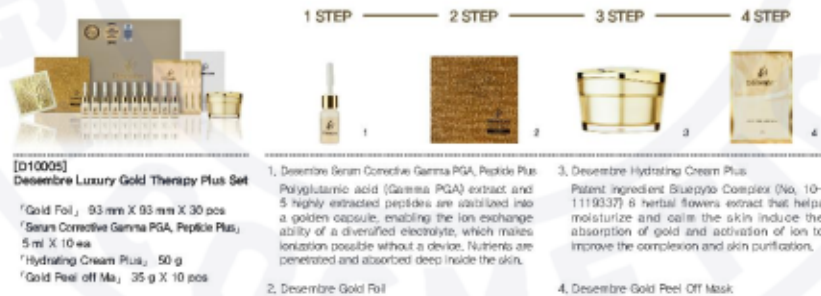 1 STEP 2 STEP 3 STEP 4 STEP
1 2 3 4
[D10005]
Desembre Luxury Gold Therapy Plus Set
「Gold Foil」 93 mm X 93 mm X 30 pcs
「Serum Corrective Gamma PGA, Peptide Plus」
5 ml X 10 ea
「Hydrating Cream Plus」 50 g
「Gold Peel off Ma」 35 g X 10 pcs
1. Desembre Serum Corrective Gamma PGA, Peptide Plus
Polyglutamic acid (Gamma PGA) extract and
5 highly extracted peptides are stabilized into
a golden capsule, enabling the ion exchange
ability of a diversified electrolyte, which makes
ionization possible without a device. Nutrients are
penetrated and absorbed deep inside the skin.
2. Desembre Gold Foil
3. Desembre Hydrating Cream Plus
Patent ingredient Bluepyto Complex (No. 10-
1119337) 6 herbal flowers extract that helps
moisturize and calm the skin induce the
absorption of gold and activation of ion to
improve the complexion and skin purification.
4. Desembre Gold Peel Off Mask